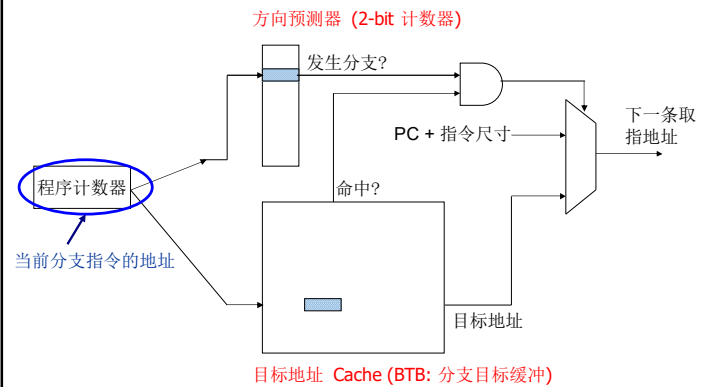 方向预测器 (2-bit 计数器)
发生分支?
PC + 指令尺寸
下一条取
指地址
程序计数器
命中?
当前分支指令的地址
目标地址
目标地址 Cache (BTB: 分支目标缓冲)